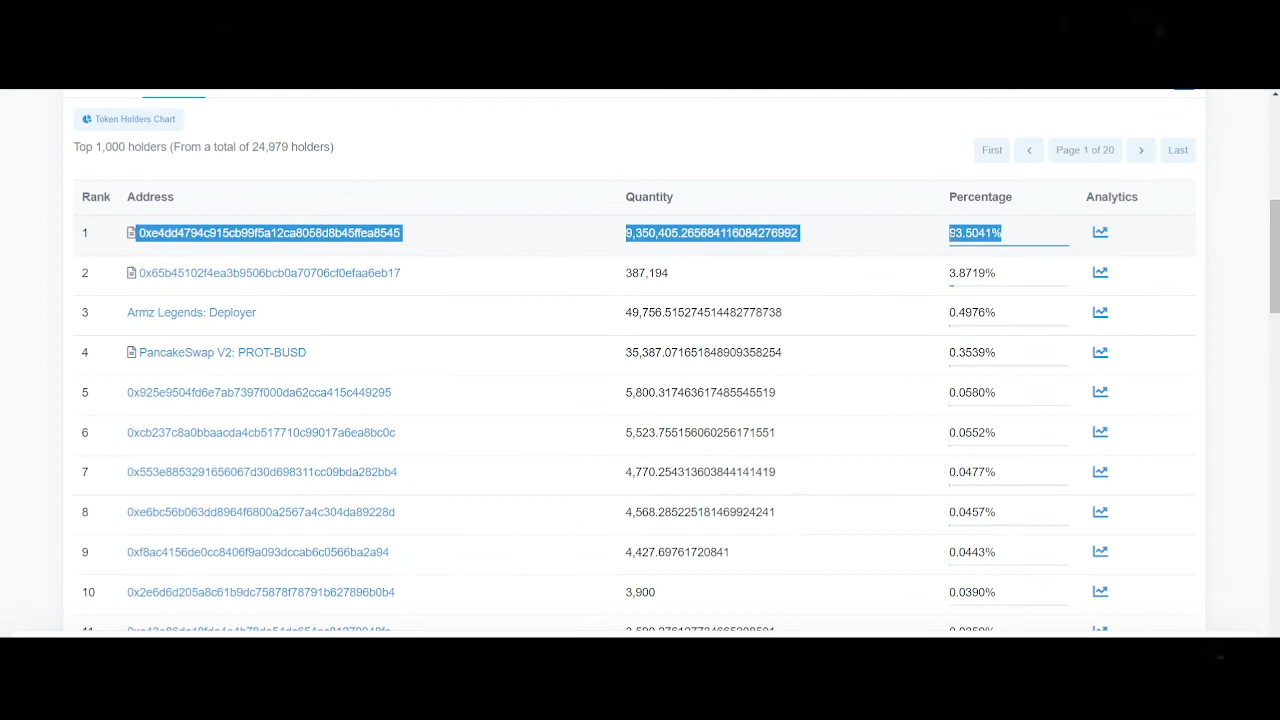 Token Holders Chart
Top 1,000 holders (From a total of 24,979 holders)
First Page 1 of 20 Last
Rank Address Quantity Percentage Analytics
1 0xe4dd4794c915cb99f5a12ca8058d8b45ffea8545 9,350,405.265684116084276992 93.5041%
2 0x65b45102f4ea3b9506bcb0a70706cf0efaa6eb17 387,194 3.8719%
3 Armz Legends: Deployer 49,756.515274514482778738 0.4976%
4 PancakeSwap V2: PROT-BUSD 35,387.071651848909358254 0.3539%
5 0x925e9504fd6e7ab7397f000da62cca415c449295 5,800.317463617485545519 0.0580%
6 0xcb237c8a0bbaacda4cb517710c99017a6ea8bc0c 5,523.755156060256171551 0.0552%
7 0x553e8853291656067d30d698311cc09bda282bb4 4,770.254313603844141419 0.0477%
8 0xe6bc56b063dd8964f6800a2567a4c304da89228d 4,568.285225181469924241 0.0457%
9 0xf8ac4156de0cc8406f9a093dccab6c0566ba2a94 4,427.69761720841 0.0443%
10 0x2e6d6d205a8c61b9dc75878f78791b627896b0b4 3,900 0.0390%
11